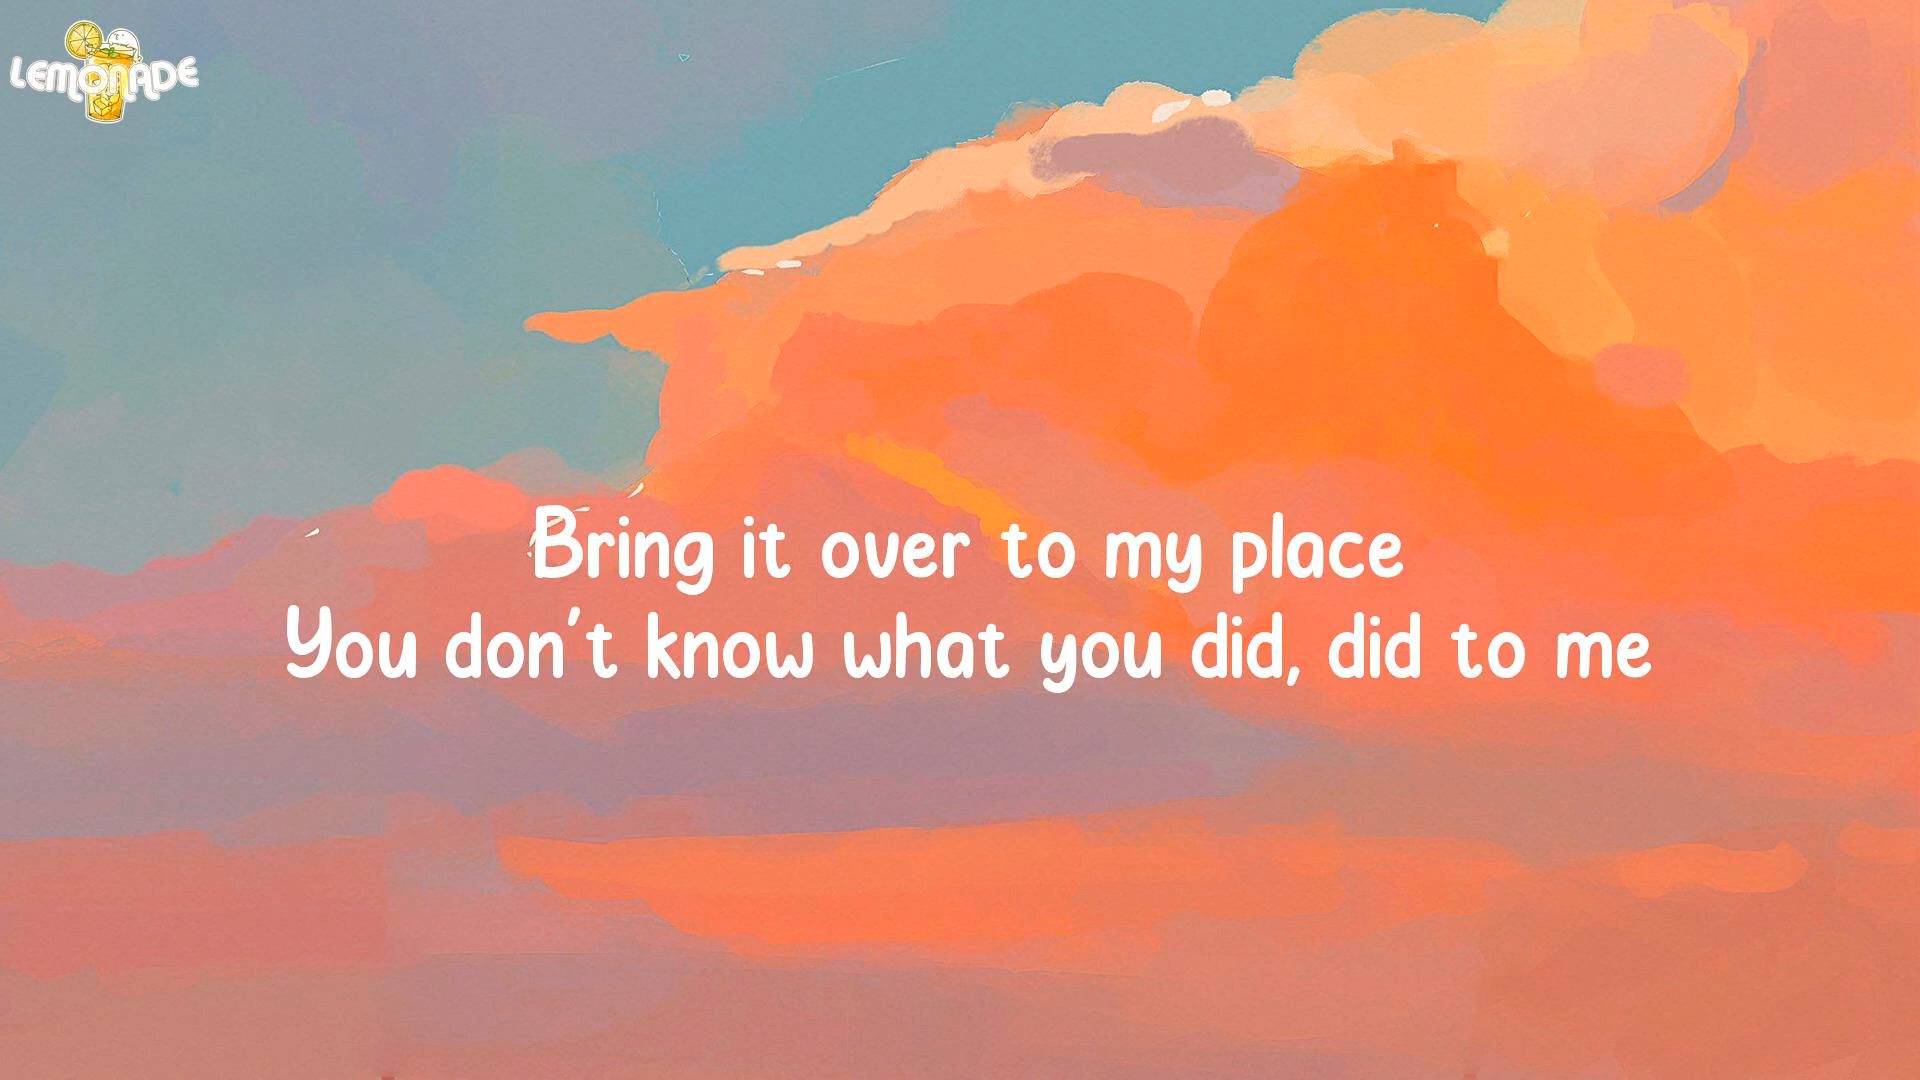 LEMONADE
Bring it over to my place
You don't know what you did, did to me